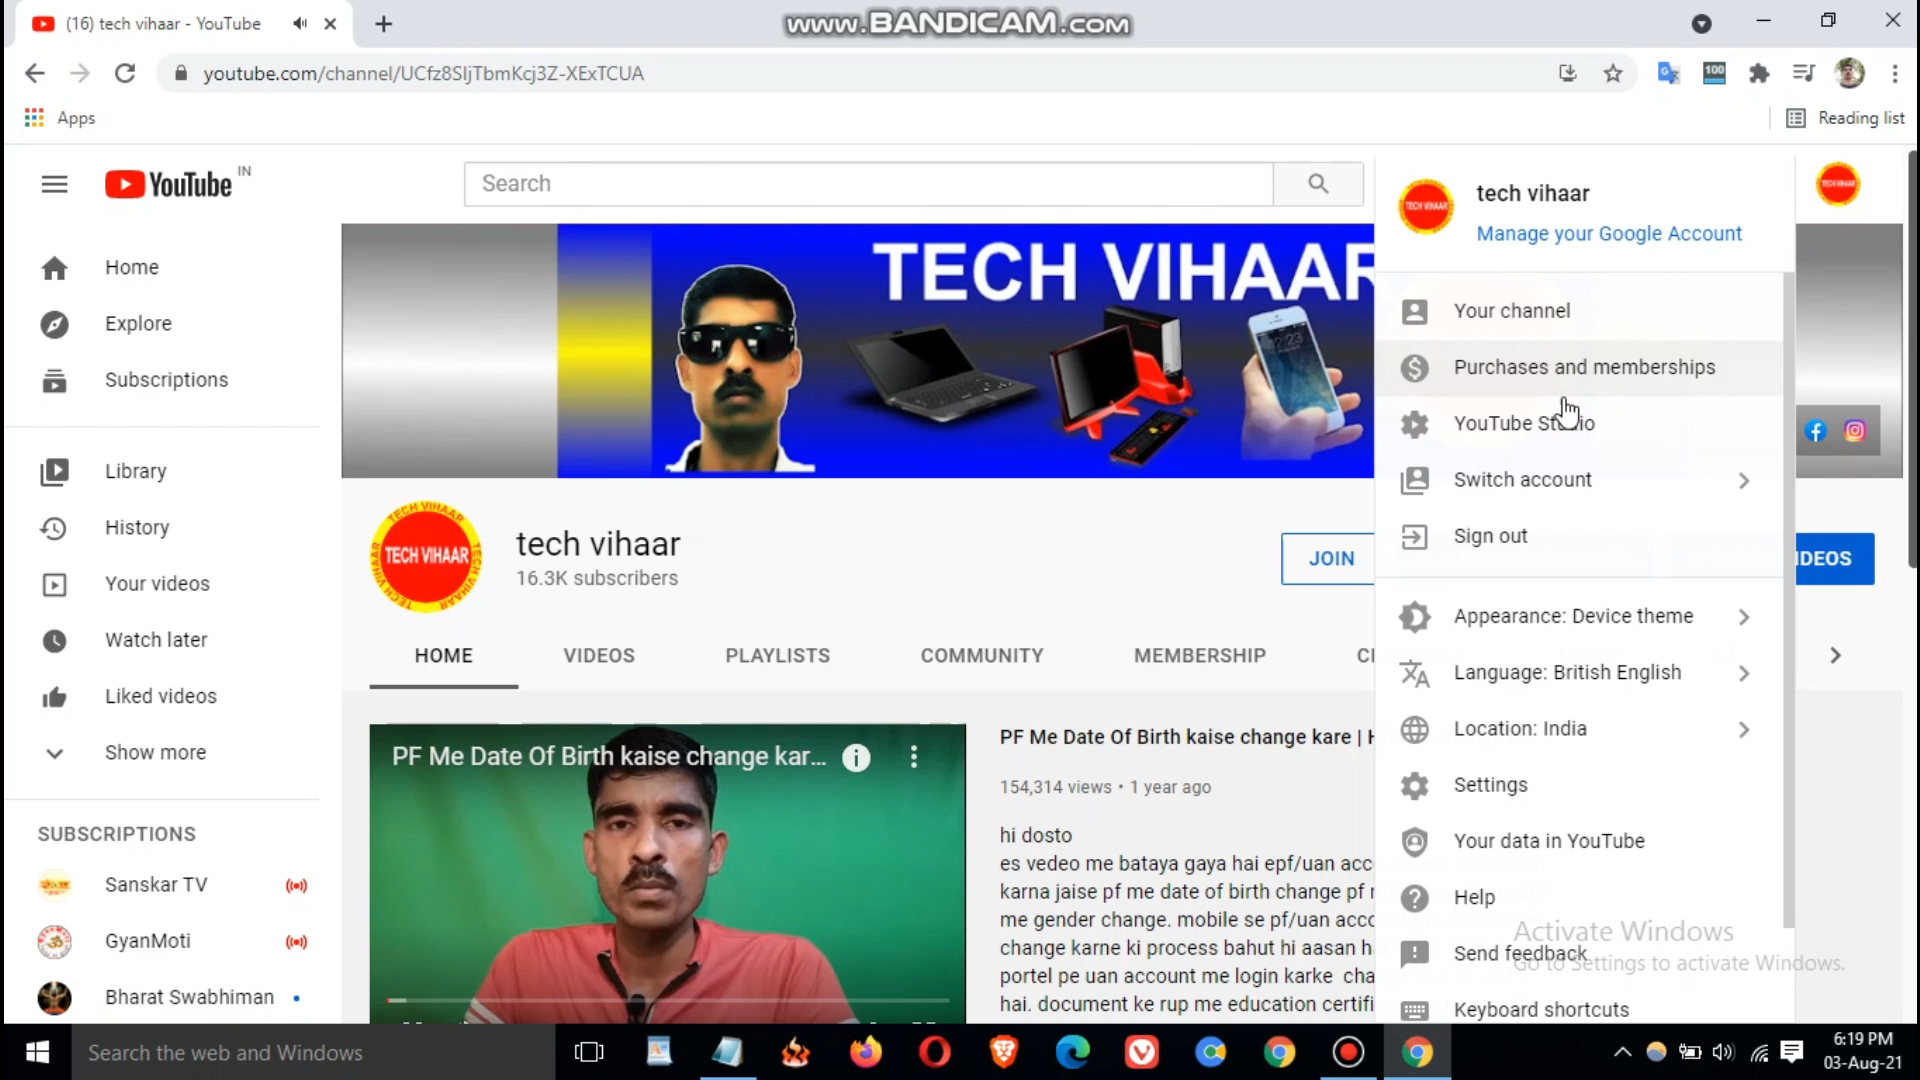 (16) tech vihaar - YouTube
www.BANDICAM.com
youtube.com/channel/UCfz8SIjTbmKcj3Z-XExTCUA
100
Apps
Reading list
YouTube IN
Search
TECH VIHAAR
tech vihaar
Manage your Google Account
TECH VIHAAR
Home
Explore
Subscriptions
Library
History
Your videos
Watch later
Liked videos
Show more
SUBSCRIPTIONS
Sanskar TV
GyanMoti
Bharat Swabhiman
TECH VIHAAR
2:23
TECH VIHAAR
tech vihaar
16.3K subscribers
JOIN
IDEOS
HOME
VIDEOS
PLAYLISTS
COMMUNITY
MEMBERSHIP
PF Me Date Of Birth kaise change kar...
PF Me Date Of Birth kaise change kare |
154,314 views • 1 year ago
hi dosto
es vedeo me bataya gaya hai epf/uan acc
karna jaise pf me date of birth change pf
me gender change. mobile se pf/uan acco
change karne ki process bahut hi aasan
portel pe uan account me login karke cha
hai. document ke rup me education certifi
Your channel
Purchases and memberships
YouTube Studio
Switch account
Sign out
Appearance: Device theme
Language: British English
Location: India
Settings
Your data in YouTube
Help
Send feedback
Keyboard shortcuts
Activate Windows
Go to Settings to activate Windows.
Search the web and Windows
6:19 PM
03-Aug-21